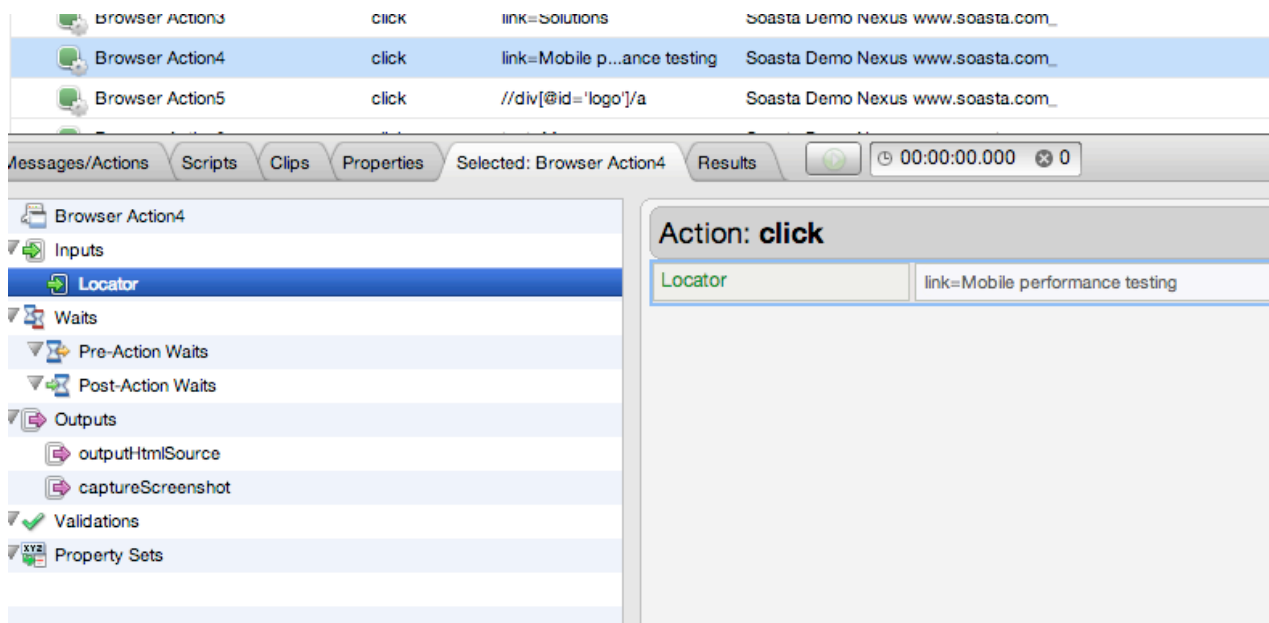 Browser Action3 click link=Solutions Soasta Demo Nexus www.soasta.com_
Browser Action4 click link=Mobile p...ance testing Soasta Demo Nexus www.soasta.com_
Browser Action5 click //div[@id='logo']/a Soasta Demo Nexus www.soasta.com_
Messages/Actions Scripts Clips Properties Selected: Browser Action4 Results 00:00:00.000 0
Browser Action4
Inputs
Locator
Waits
Pre-Action Waits
Post-Action Waits
Outputs
outputHtmlSource
captureScreenshot
Validations
XYZ Property Sets
Action: click
Locator link=Mobile performance testing